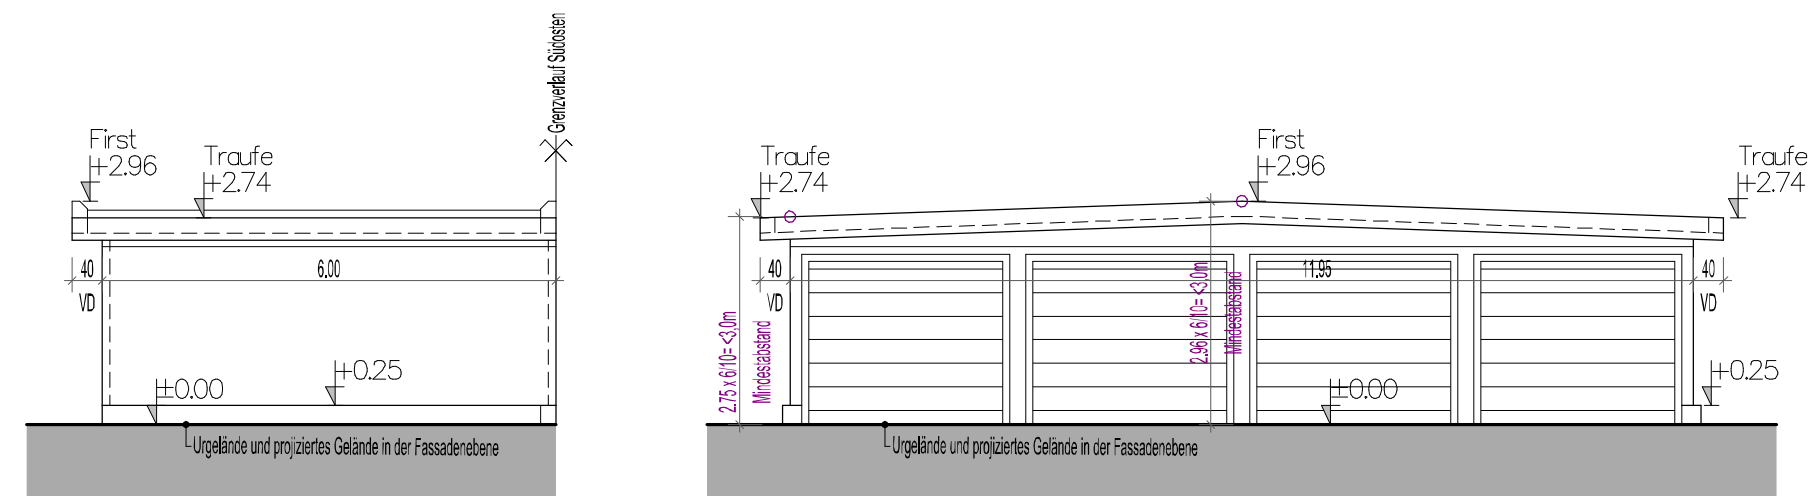 Grenzverlauf Südosten
First
+2.96
Traufe
+2.74
40
VD
6.00
±0.00
+0.25
Urgelände und projiziertes Gelände in der Fassadenebene
Traufe
+2.74
First
+2.96
Traufe
+2.74
40
VD
11.95
40
VD
2.75 x 6/10= <3,0m
Mindestabstand
2.96 x 6/10= <3,0m
Mindestabstand
±0.00
+0.25
Urgelände und projiziertes Gelände in der Fassadenebene